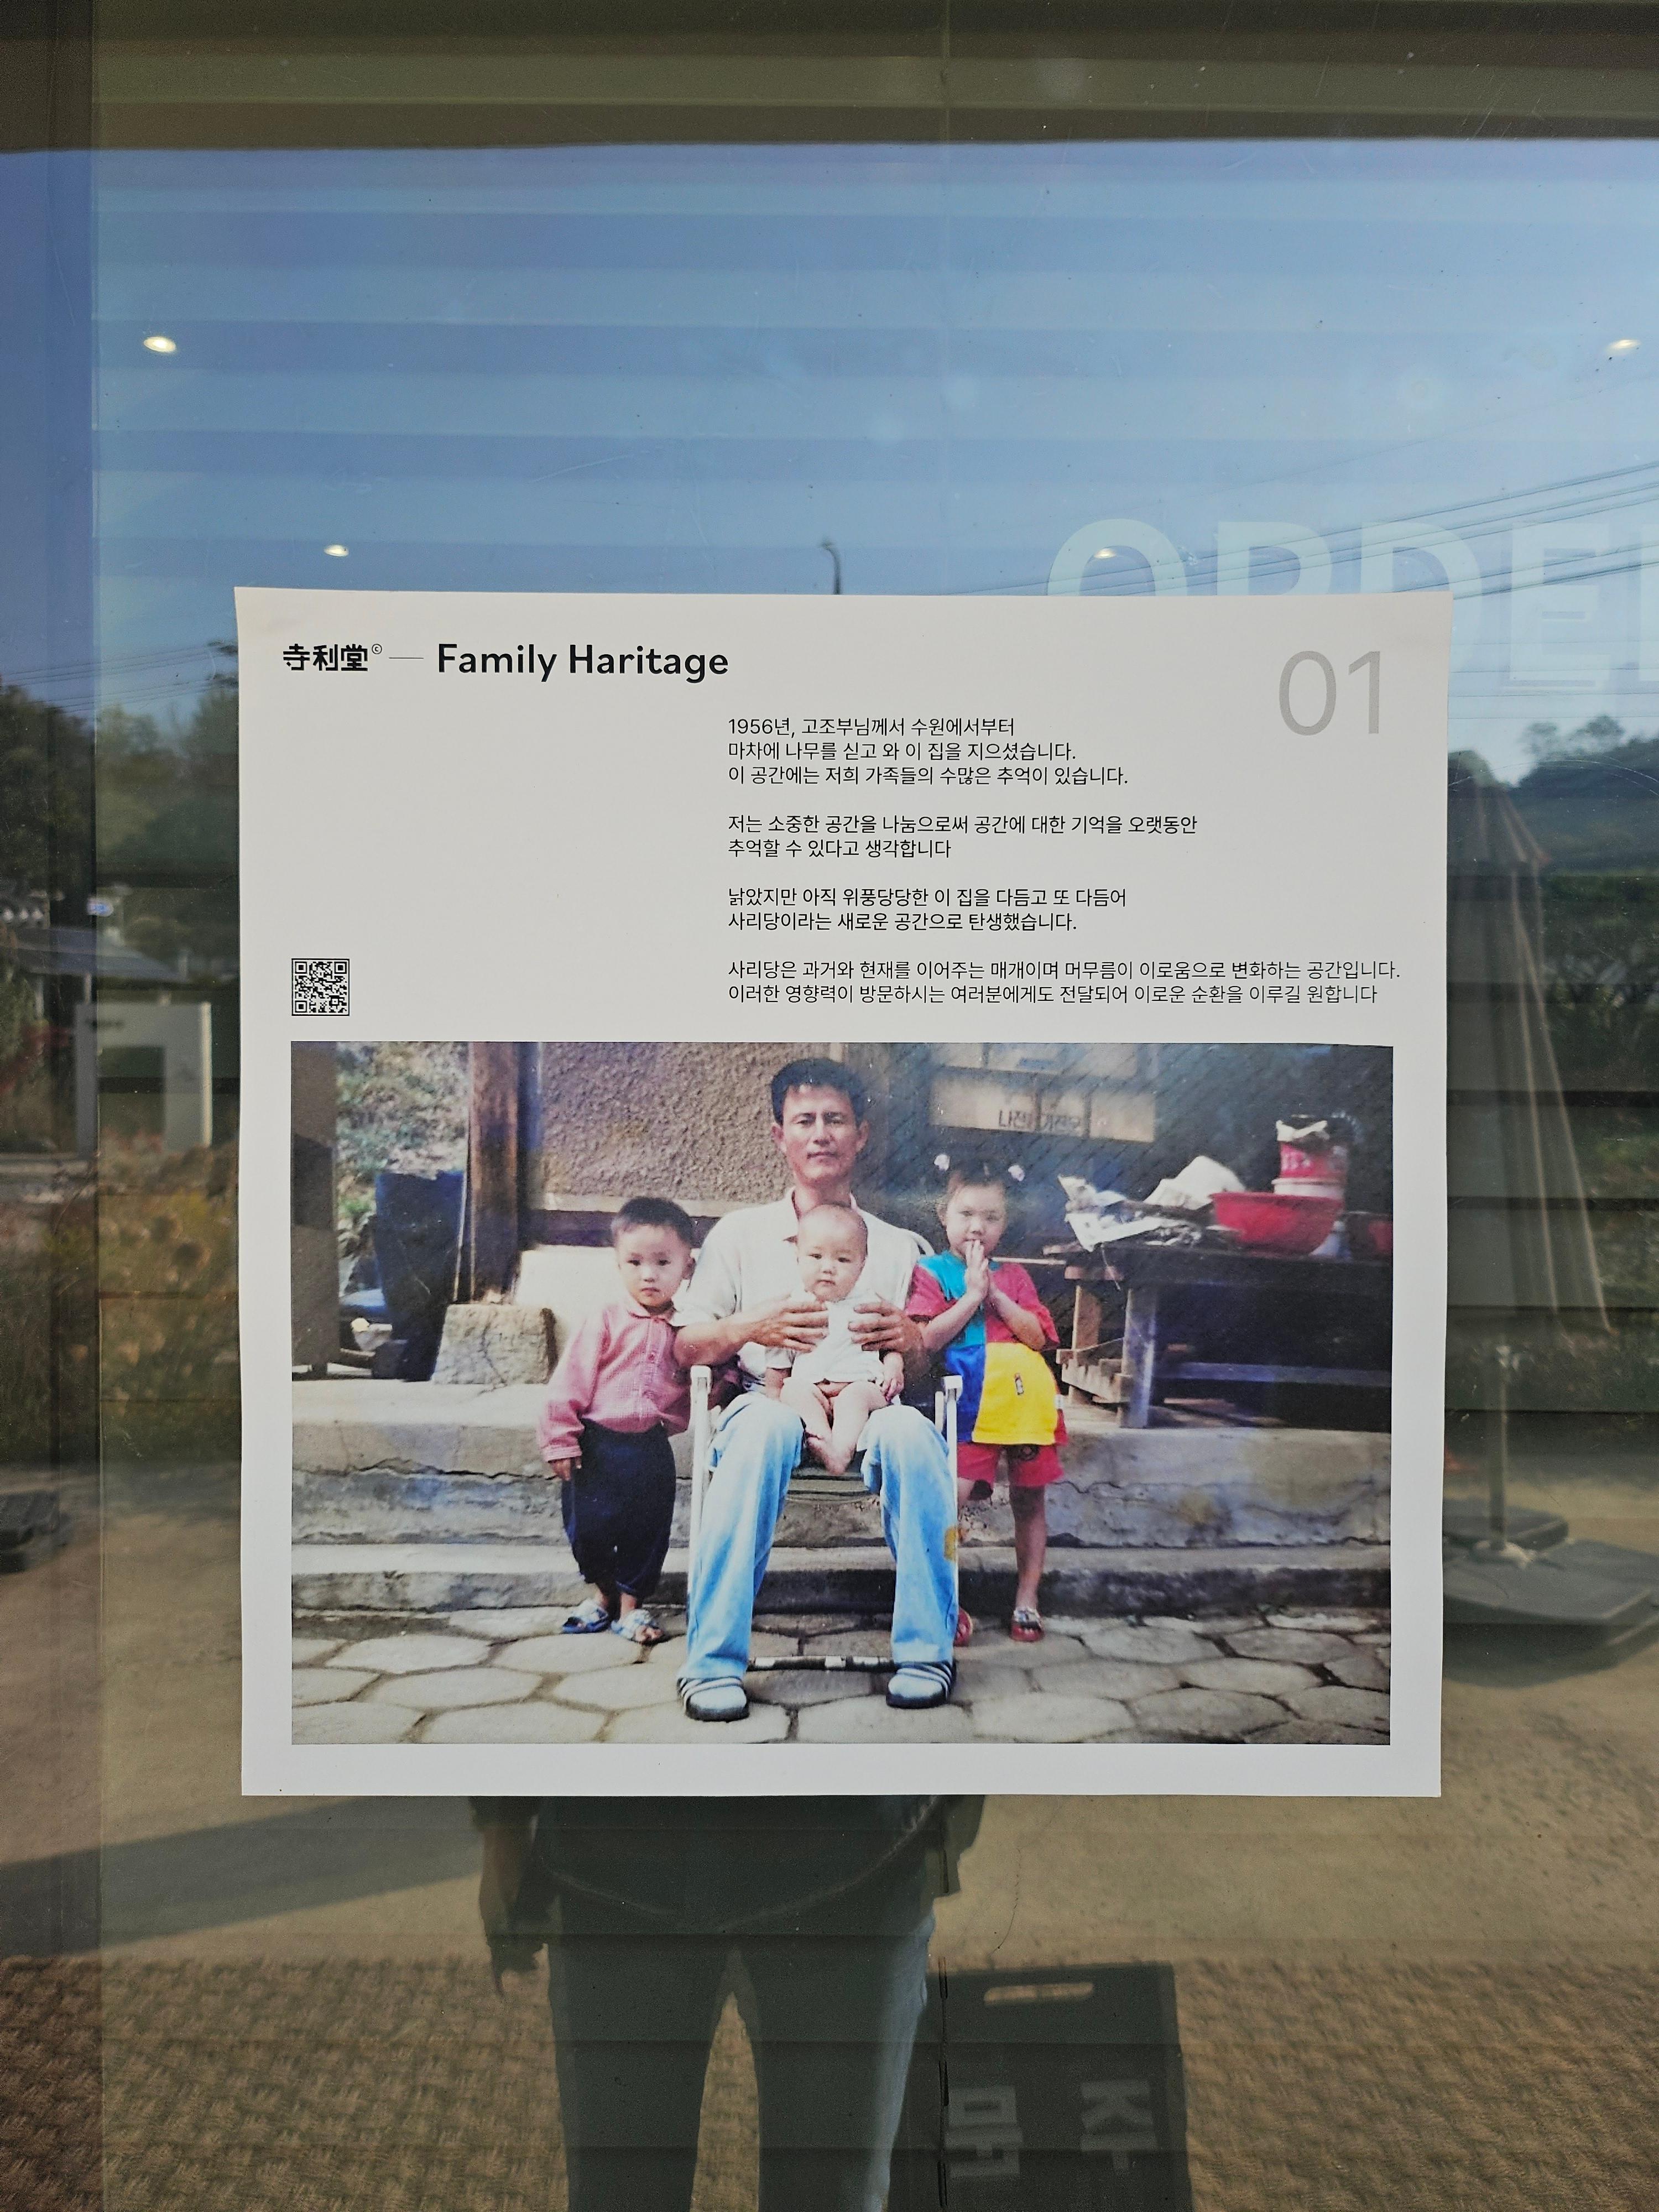 ORDE
寺利堂© — Family Haritage
01
1956년, 고조부님께서 수원에서부터
마차에 나무를 싣고 와 이 집을 지으셨습니다.
이 공간에는 저희 가족들의 수많은 추억이 있습니다.
저는 소중한 공간을 나눔으로써 공간에 대한 기억을 오랫동안
추억할 수 있다고 생각합니다
낡았지만 아직 위풍당당한 이 집을 다듬고 또 다듬어
사리당이라는 새로운 공간으로 탄생했습니다.
사리당은 과거와 현재를 이어주는 매개이며 머무름이 이로움으로 변화하는 공간입니다.
이러한 영향력이 방문하시는 여러분에게도 전달되어 이로운 순환을 이루길 원합니다
주문